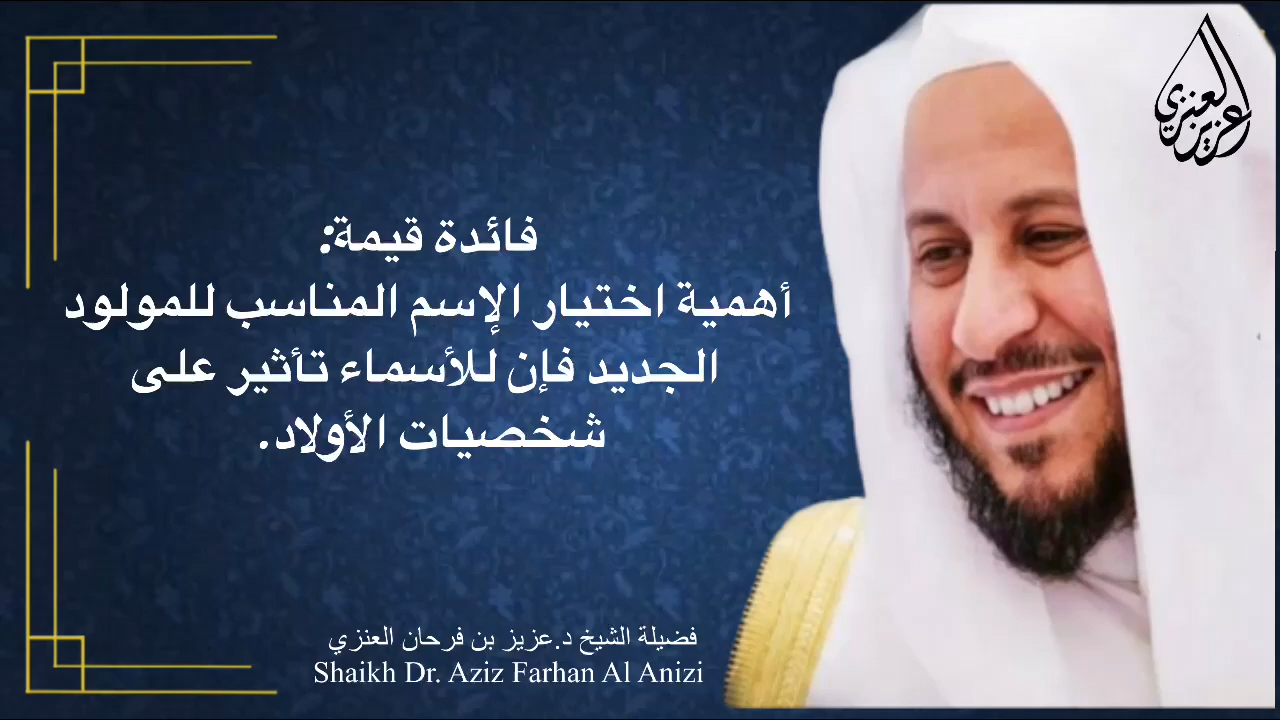 فائدة قيمة:
أهمية اختيار الإسم المناسب للمولود
الجديد فإن للأسماء تأثير على
شخصيات الأولاد.
فضيلة الشيخ د.عزيز بن فرحان العنزي
Shaikh Dr. Aziz Farhan Al Anizi
عزيز العنزي